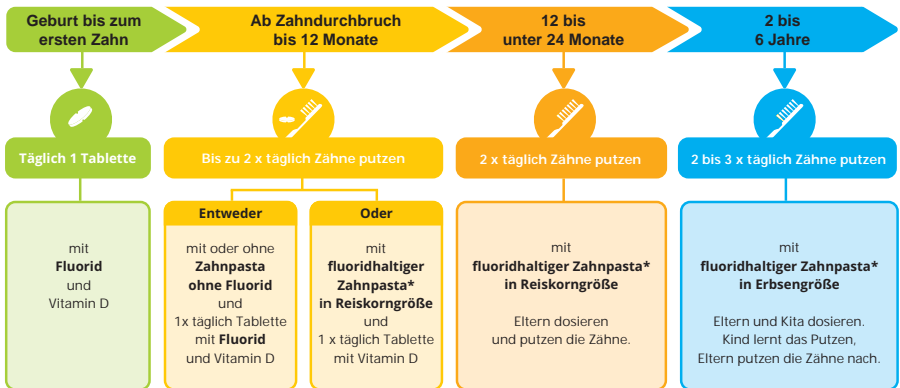 Geburt bis zum
ersten Zahn
Ab Zahndurchbruch
bis 12 Monate
12 bis
unter 24 Monate
2 bis
6 Jahre
Täglich 1 Tablette
Bis zu 2 x täglich Zähne putzen
2 x täglich Zähne putzen
2 bis 3 x täglich Zähne putzen
mit
Fluorid
und
Vitamin D
Entweder
mit oder ohne
Zahnpasta
ohne Fluorid
und
1x täglich Tablette
mit Fluorid
und Vitamin D
Oder
mit
fluoridhaltiger
Zahnpasta*
in Reiskorngröße
und
1 x täglich Tablette
mit Vitamin D
mit
fluoridhaltiger Zahnpasta*
in Reiskorngröße
Eltern dosieren
und putzen die Zähne.
mit
fluoridhaltiger Zahnpasta*
in Erbsengröße
Eltern und Kita dosieren.
Kind lernt das Putzen,
Eltern putzen die Zähne nach.